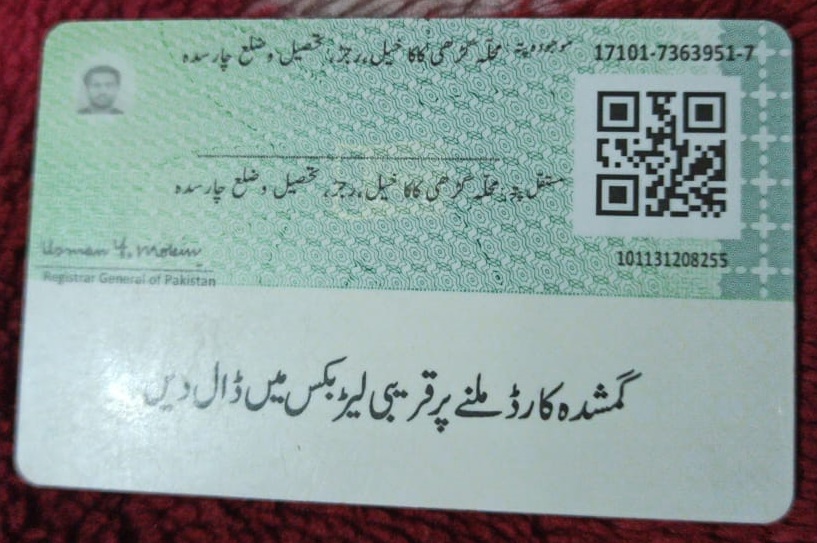 موجودہ پتہ: محلہ گڑھی کاکا خیل، رجڑ، تحصیل و ضلع چارسدہ
17101-7363951-7
مستقل پتہ: محلہ گڑھی کاکا خیل، رجڑ، تحصیل و ضلع چارسدہ
Usman Y. Mobin
Registrar General of Pakistan
101131208255
گمشدہ کارڈ ملنے پر قریبی لیٹر بکس میں ڈال دیں